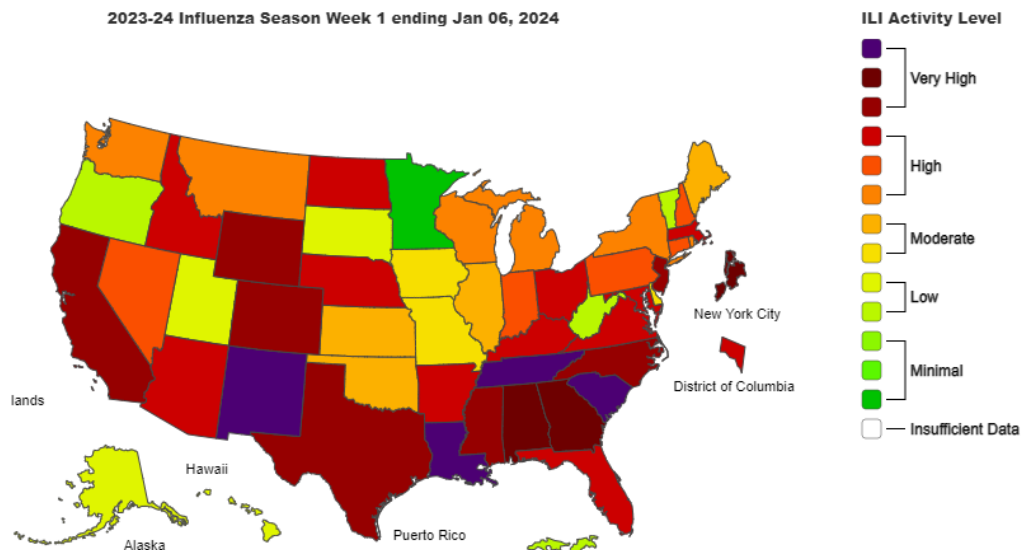 2023-24 Influenza Season Week 1 ending Jan 06, 2024
ILI Activity Level
Very High
High
Moderate
Low
Minimal
Insufficient Data
New York City
District of Columbia
lands
Hawaii
Alaska
Puerto Rico